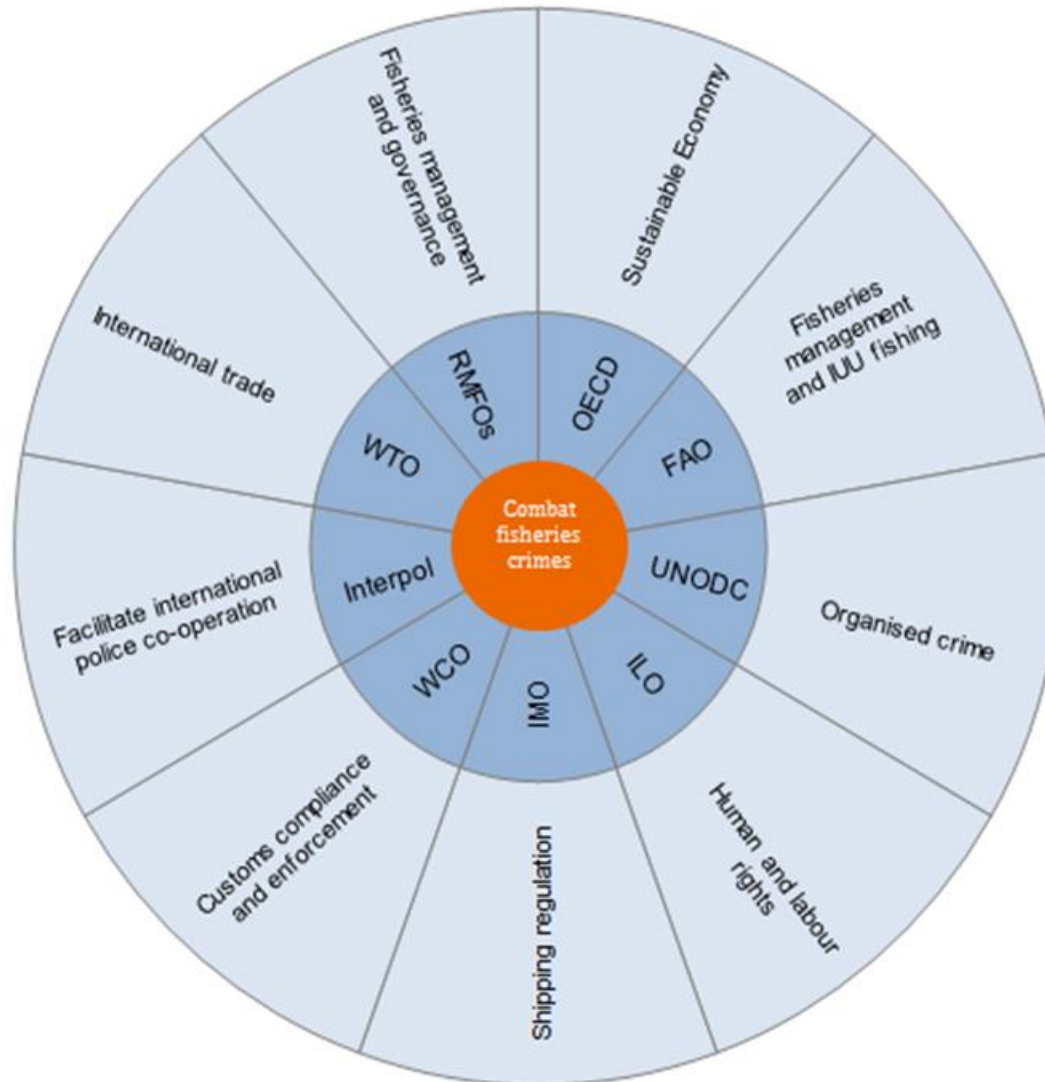 Combat
fisheries
crimes
OECD
Sustainable Economy
FAO
Fisheries
management
and IUU fishing
UNODC
Organised crime
ILO
Human and labour
rights
IMO
Shipping regulation
WCO
Customs compliance
and enforcement
Interpol
Facilitate international
police co-operation
WTO
International trade
RMFOs
Fisheries management
and governance